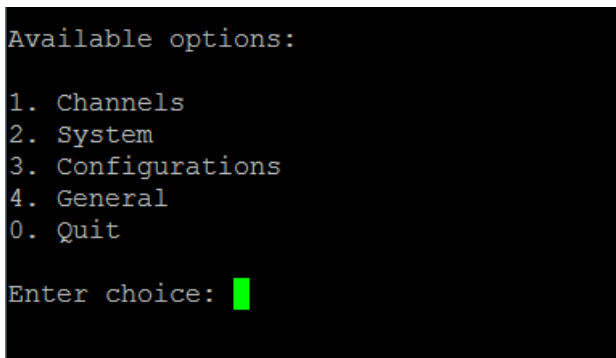 Available options:
1. Channels
2. System
3. Configurations
4. General
0. Quit
Enter choice: